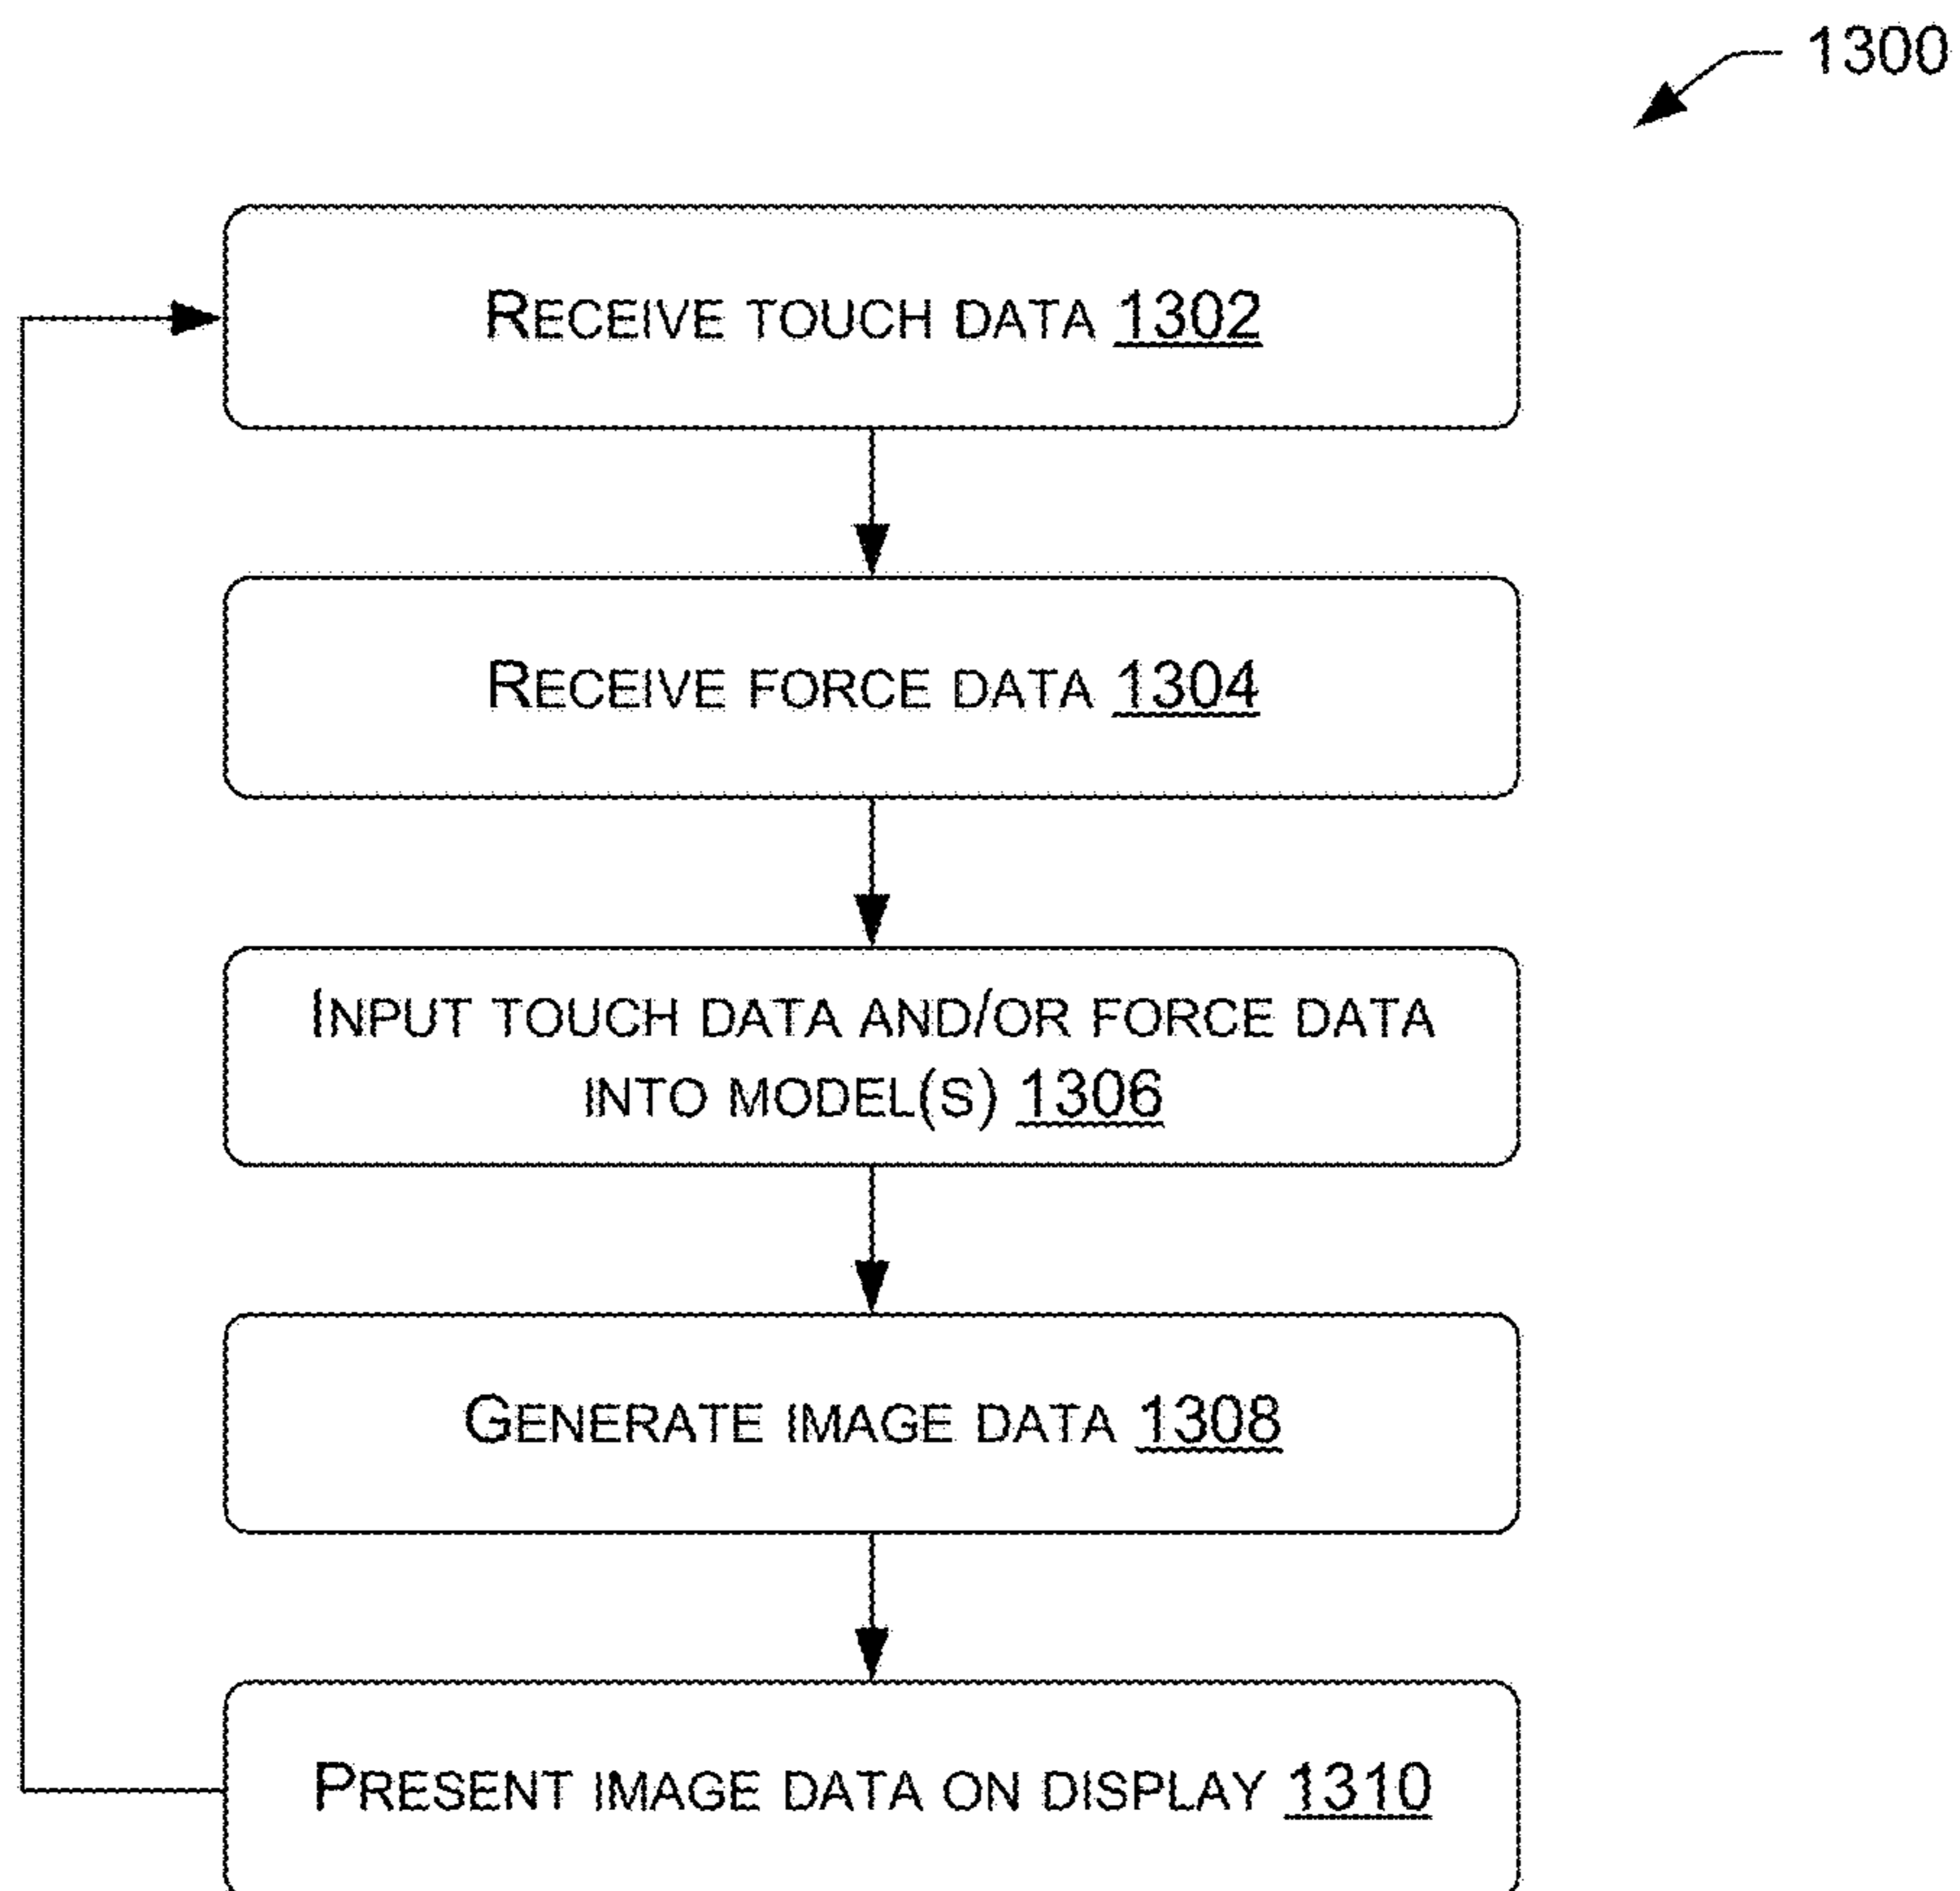 1300
RECEIVE TOUCH DATA 1302
RECEIVE FORCE DATA 1304
INPUT TOUCH DATA AND/OR FORCE DATA
INTO MODEL(S) 1306
GENERATE IMAGE DATA 1308
PRESENT IMAGE DATA ON DISPLAY 1310